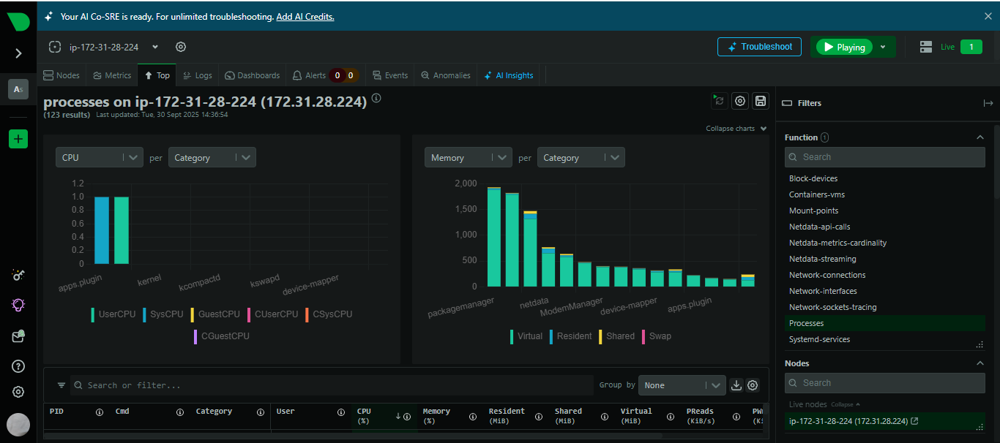 Your AI Co-SRE is ready. For unlimited troubleshooting. Add AI Credits.
ip-172-31-28-224
Troubleshoot
Playing
Live
1
As
Nodes
Metrics
Top
Logs
Dashboards
Alerts
0
0
Events
Anomalies
AI Insights
processes on ip-172-31-28-224 (172.31.28.224)
(123 results) Last updated: Tue, 30 Sept 2025 14:36:54
Collapse charts
CPU per Category
1.2
1.0
0.8
0.6
0.4
0.2
0
apps.plugin
kernel
kcompactd
kswapd
device-mapper
UserCPU SysCPU GuestCPU CUserCPU CSysCPU
CGuestCPU
Memory per Category
2,000
1,500
1,000
500
0
packagemanager
netdata
ModemManager
device-mapper
apps.plugin
Virtual Resident Shared Swap
Search or filter...
Group by None
PID Cmd Category User CPU Memory Resident Shared Virtual PReads
(%) (%) (MiB) (MiB) (MiB) (KiB/s)
Filters
Function 1
Search
Block-devices
Containers-vms
Mount-points
Netdata-api-calls
Netdata-metrics-cardinality
Netdata-streaming
Network-connections
Network-interfaces
Network-sockets-tracing
Processes
Systemd-services
Nodes
Search
Live nodes Collapse
ip-172-31-28-224 (172.31.28.224)